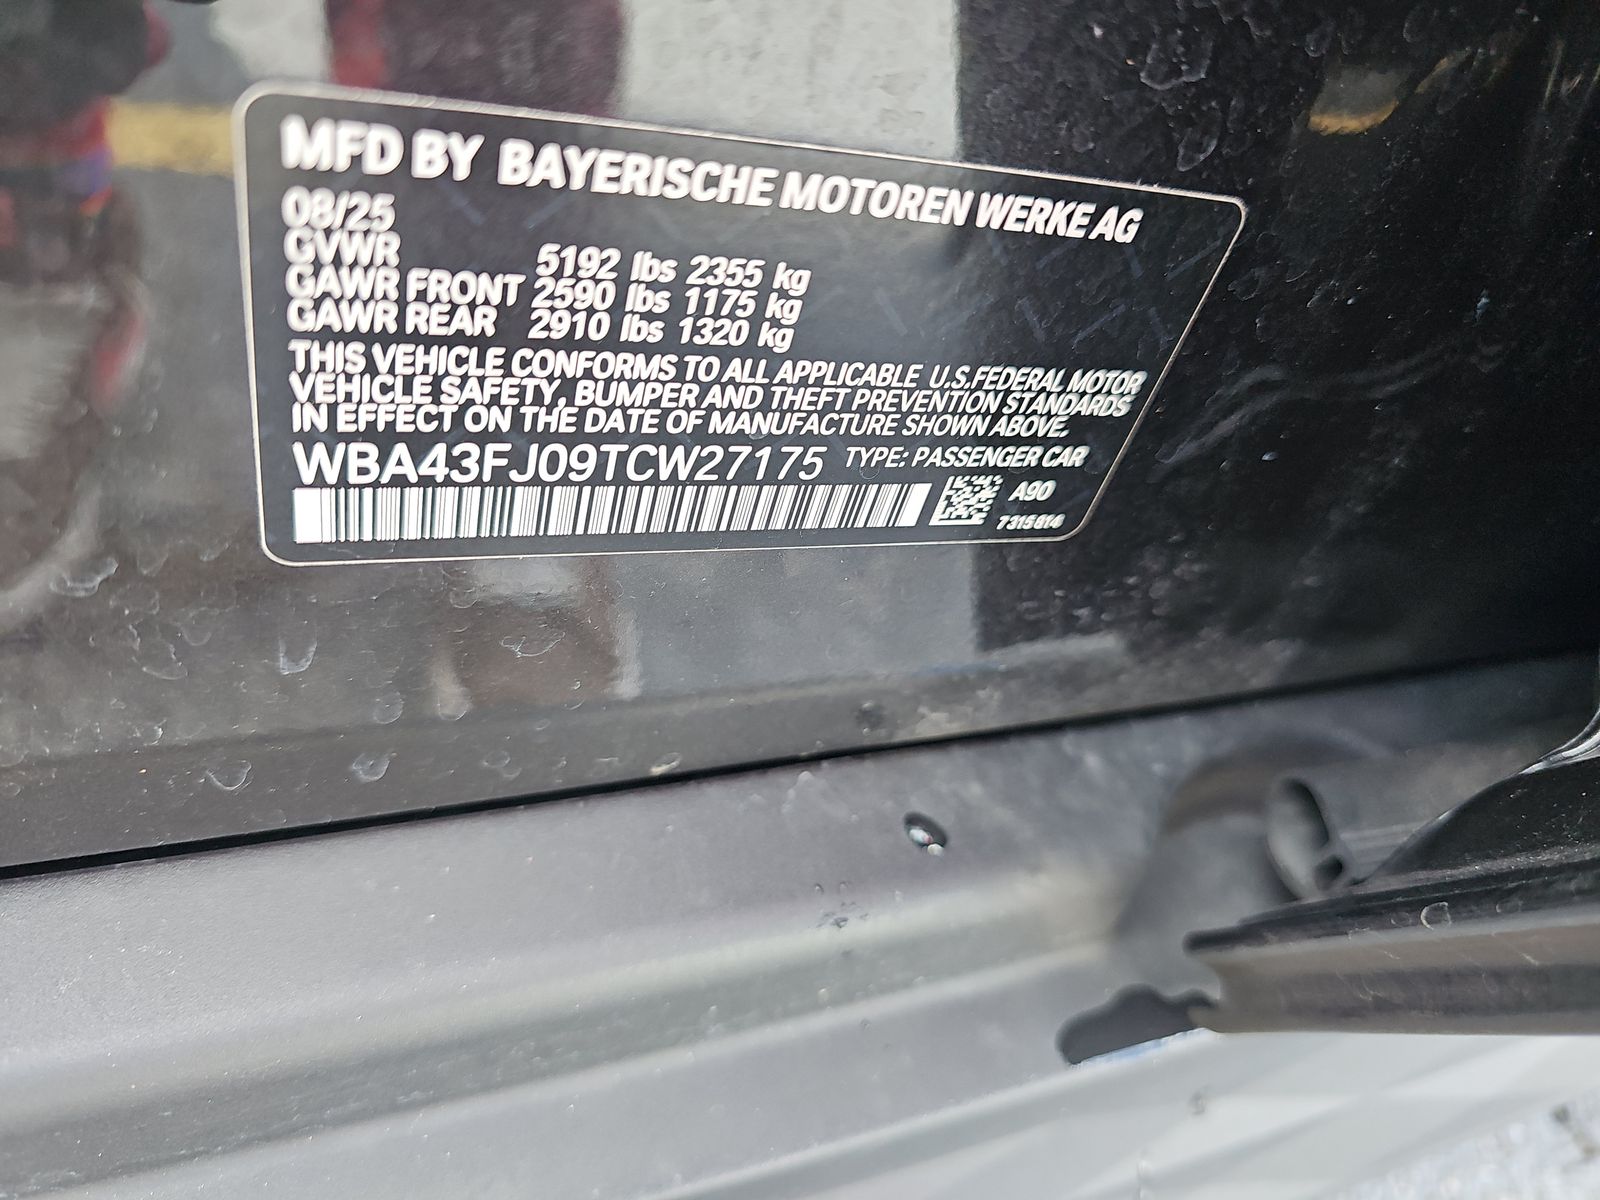 MFD BY BAYERISCHE MOTOREN WERKE AG
08/25
GVWR 5192 lbs 2355 kg
GAWR FRONT 2590 lbs 1175 kg
GAWR REAR 2910 lbs 1320 kg
THIS VEHICLE CONFORMS TO ALL APPLICABLE U.S.FEDERAL MOTOR
VEHICLE SAFETY, BUMPER AND THEFT PREVENTION STANDARDS
IN EFFECT ON THE DATE OF MANUFACTURE SHOWN ABOVE.
WBA43FJ09TCW27175 TYPE: PASSENGER CAR
A90
7315814